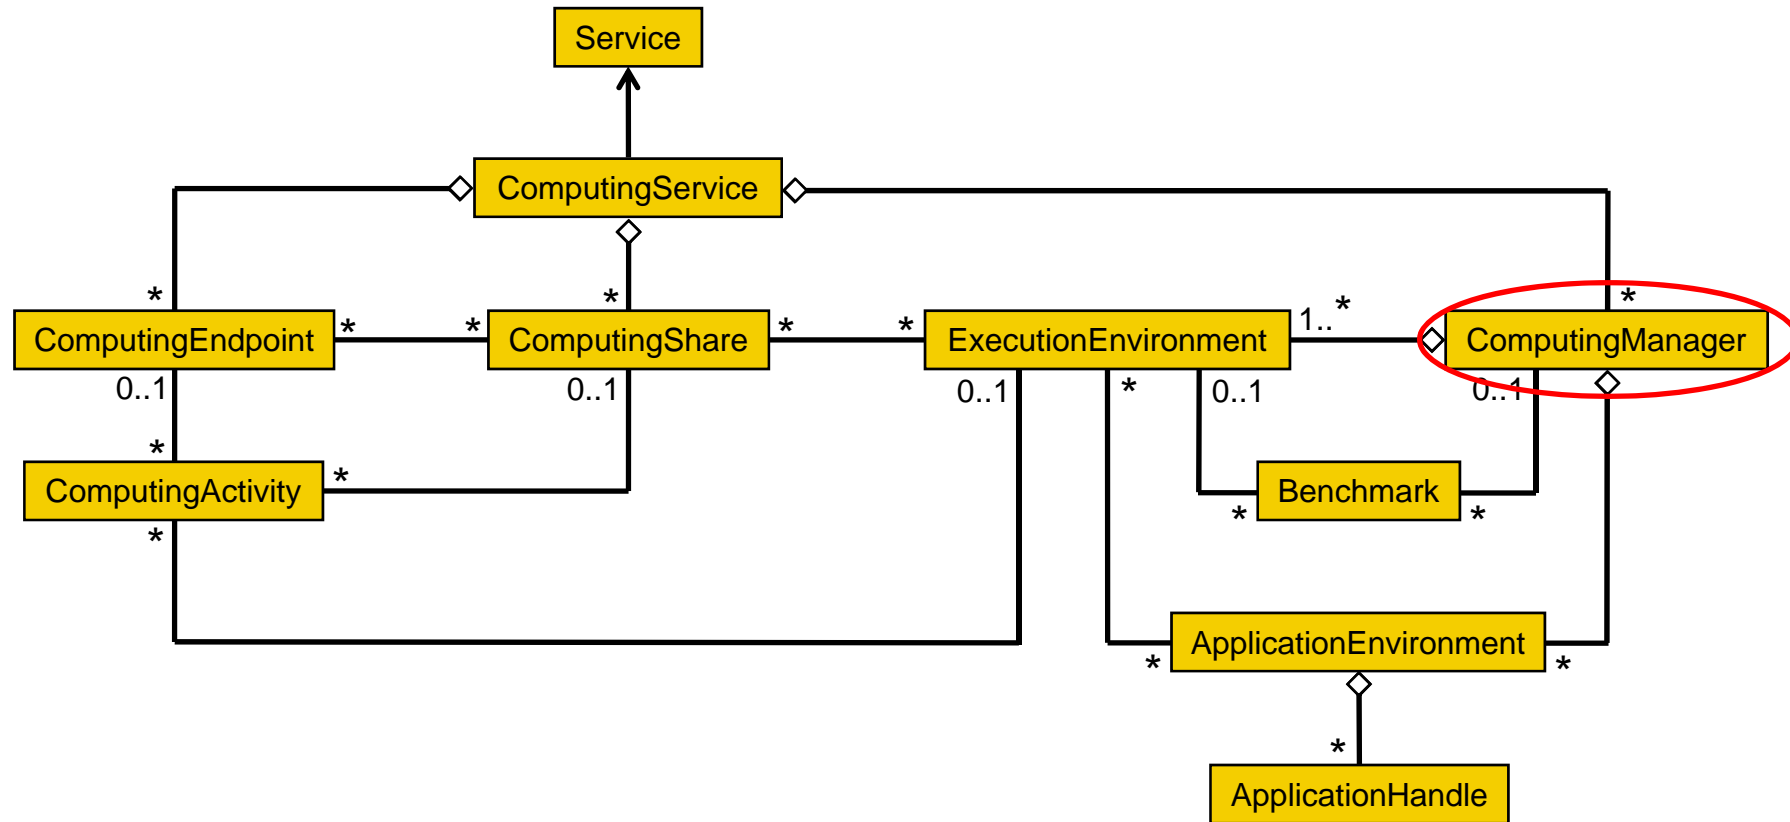 Service
ComputingService
* * *
1..*
ComputingEndpoint * * ComputingShare * * ExecutionEnvironment ComputingManager
0..1 0..1 0..1 * 0..1 0..1
*
ComputingActivity * Benchmark
* * *
ApplicationEnvironment
* *
*
ApplicationHandle